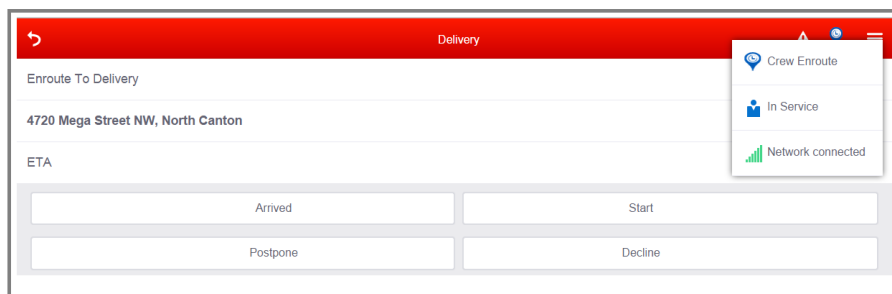 Delivery
Crew Enroute
Enroute To Delivery
In Service
4720 Mega Street NW, North Canton
Network connected
ETA
Arrived
Start
Postpone
Decline